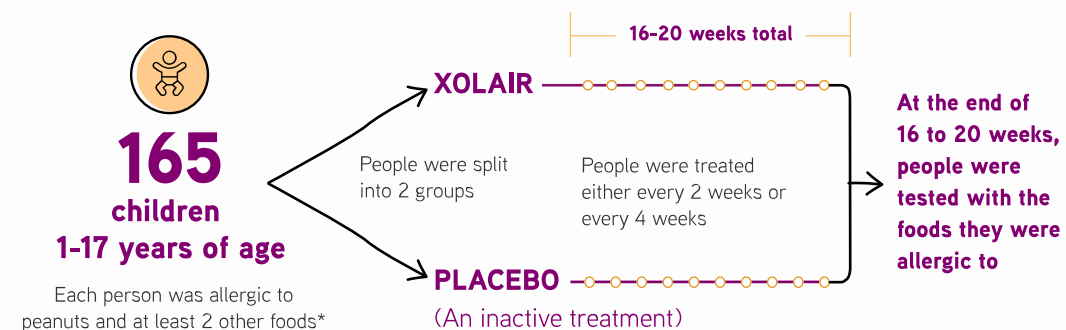 16-20 weeks total
165
children
1-17 years of age
Each person was allergic to
peanuts and at least 2 other foods*
XOLAIR
People were split
into 2 groups
People were treated
either every 2 weeks or
every 4 weeks
PLACEBO
(An inactive treatment)
At the end of
16 to 20 weeks,
people were
tested with the
foods they were
allergic to